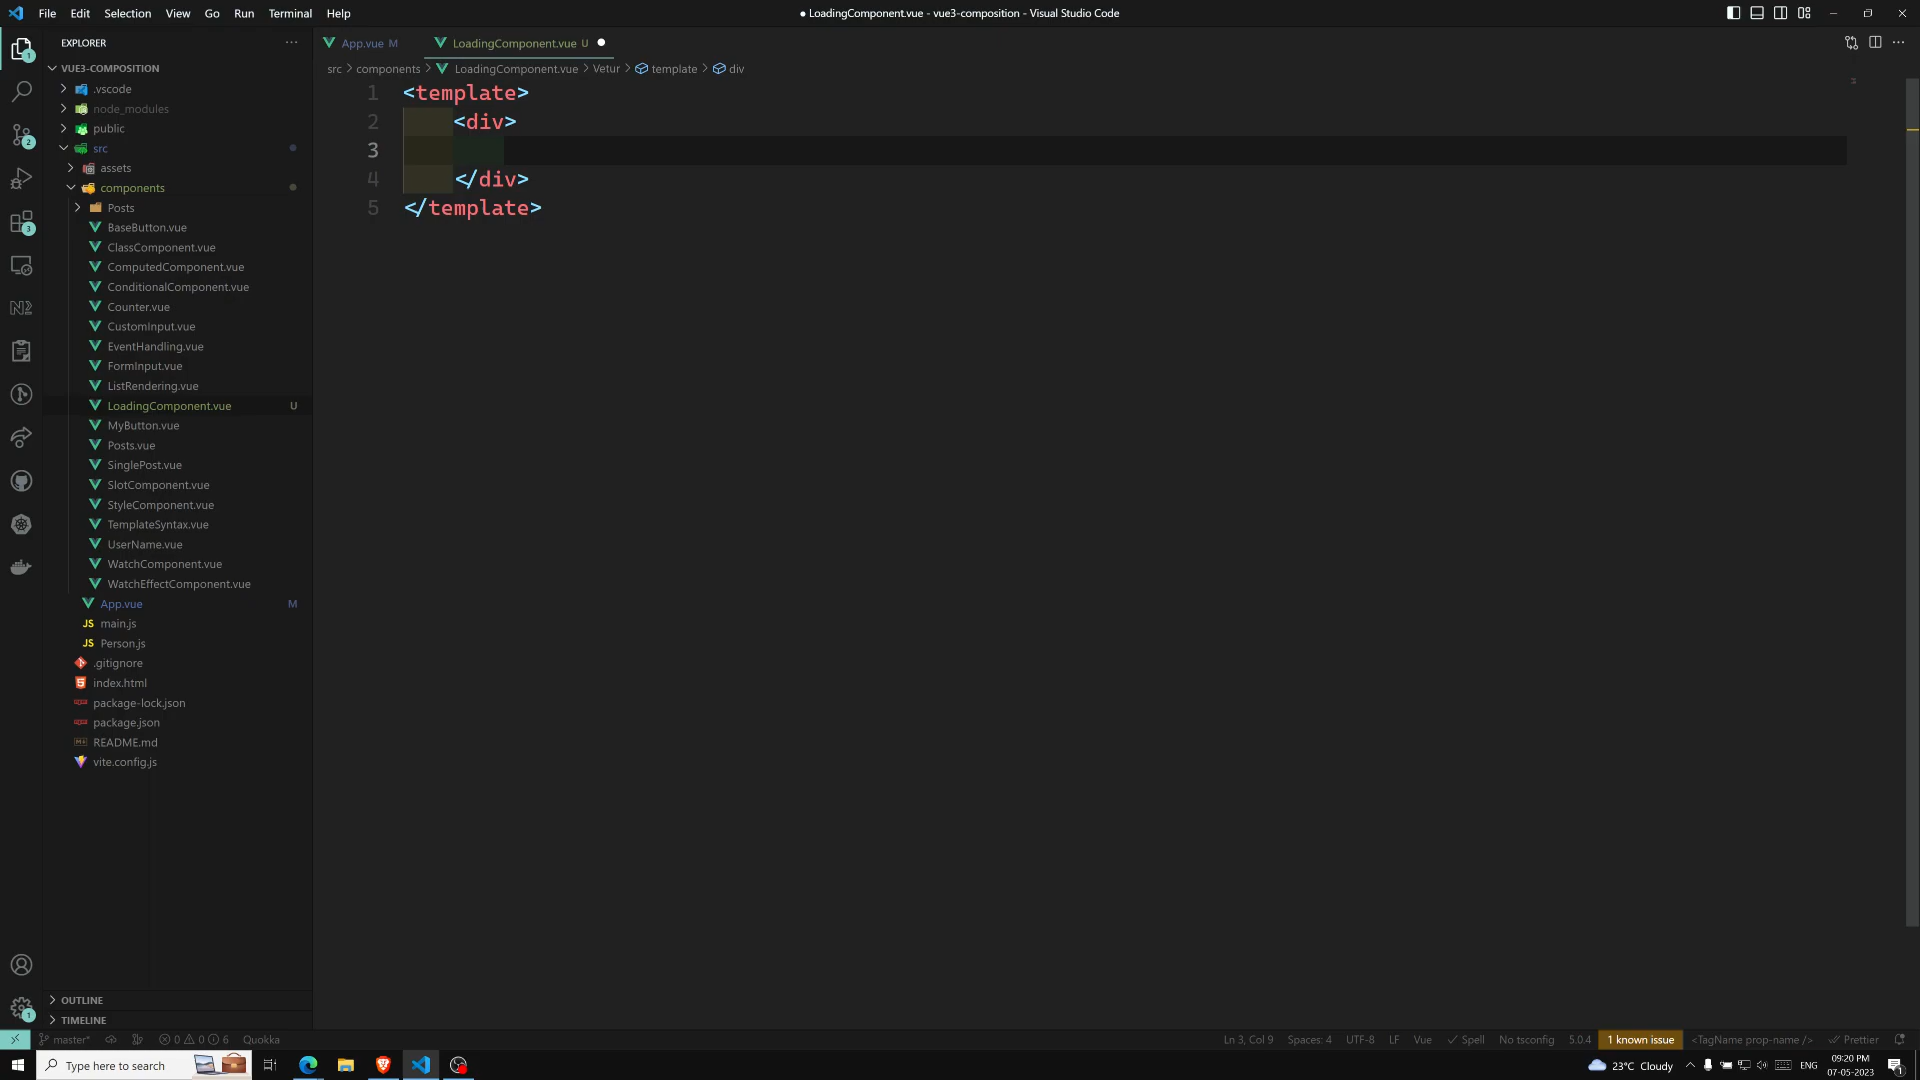 File Edit Selection View Go Run Terminal Help
● LoadingComponent.vue - vue3-composition - Visual Studio Code
EXPLORER
App.vue M
LoadingComponent.vue U
src > components > LoadingComponent.vue > Vetur > template > div
VUE3-COMPOSITION
.vscode
node_modules
public
src
assets
components
Posts
BaseButton.vue
ClassComponent.vue
ComputedComponent.vue
ConditionalComponent.vue
Counter.vue
CustomInput.vue
EventHandling.vue
FormInput.vue
ListRendering.vue
LoadingComponent.vue U
MyButton.vue
Posts.vue
SinglePost.vue
SlotComponent.vue
StyleComponent.vue
TemplateSyntax.vue
UserName.vue
WatchComponent.vue
WatchEffectComponent.vue
App.vue M
JS main.js
JS Person.js
.gitignore
index.html
package-lock.json
package.json
README.md
vite.config.js
OUTLINE
TIMELINE
1
2
3
1
1 <template>
2 <div>
3
4 </div>
5 </template>
master* 0 0 6 Quokka
Ln 3, Col 9 Spaces: 4 UTF-8 LF Vue Spell No tsconfig 5.0.4 1 known issue <TagName prop-name /> Prettier
Type here to search
23°C Cloudy
ENG
09:20 PM
07-05-2023
1